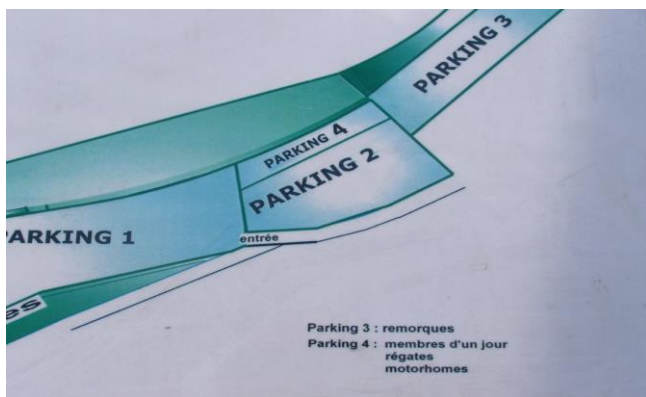 PARKING 3
PARKING 4
PARKING 2
PARKING 1
entrée
es
Parking 3 : remorques
Parking 4 : membres d'un jour
régates
motorhomes